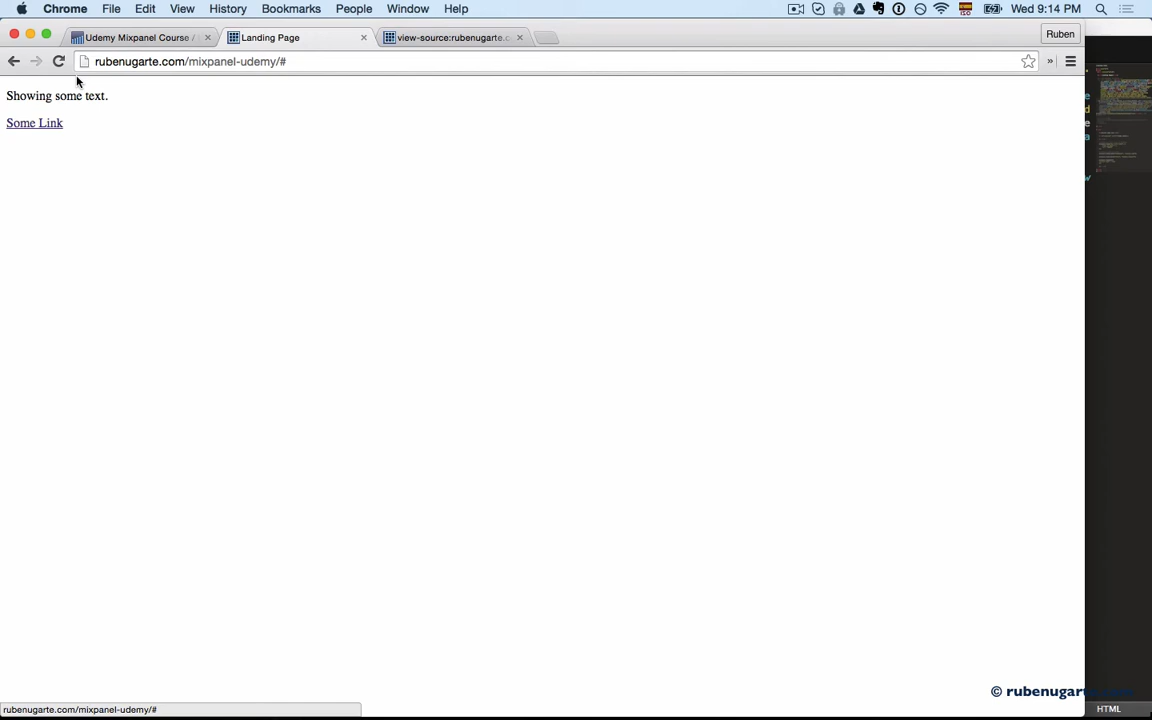 Chrome File Edit View History Bookmarks People Window Help Wed 9:14 PM
Udemy Mixpanel Course / Landing Page view-source:rubenugarte.c Ruben
rubenugarte.com/mixpanel-udemy/# »
Showing some text.
Some Link
© rubenugarte.com
rubenugarte.com/mixpanel-udemy/#
HTML